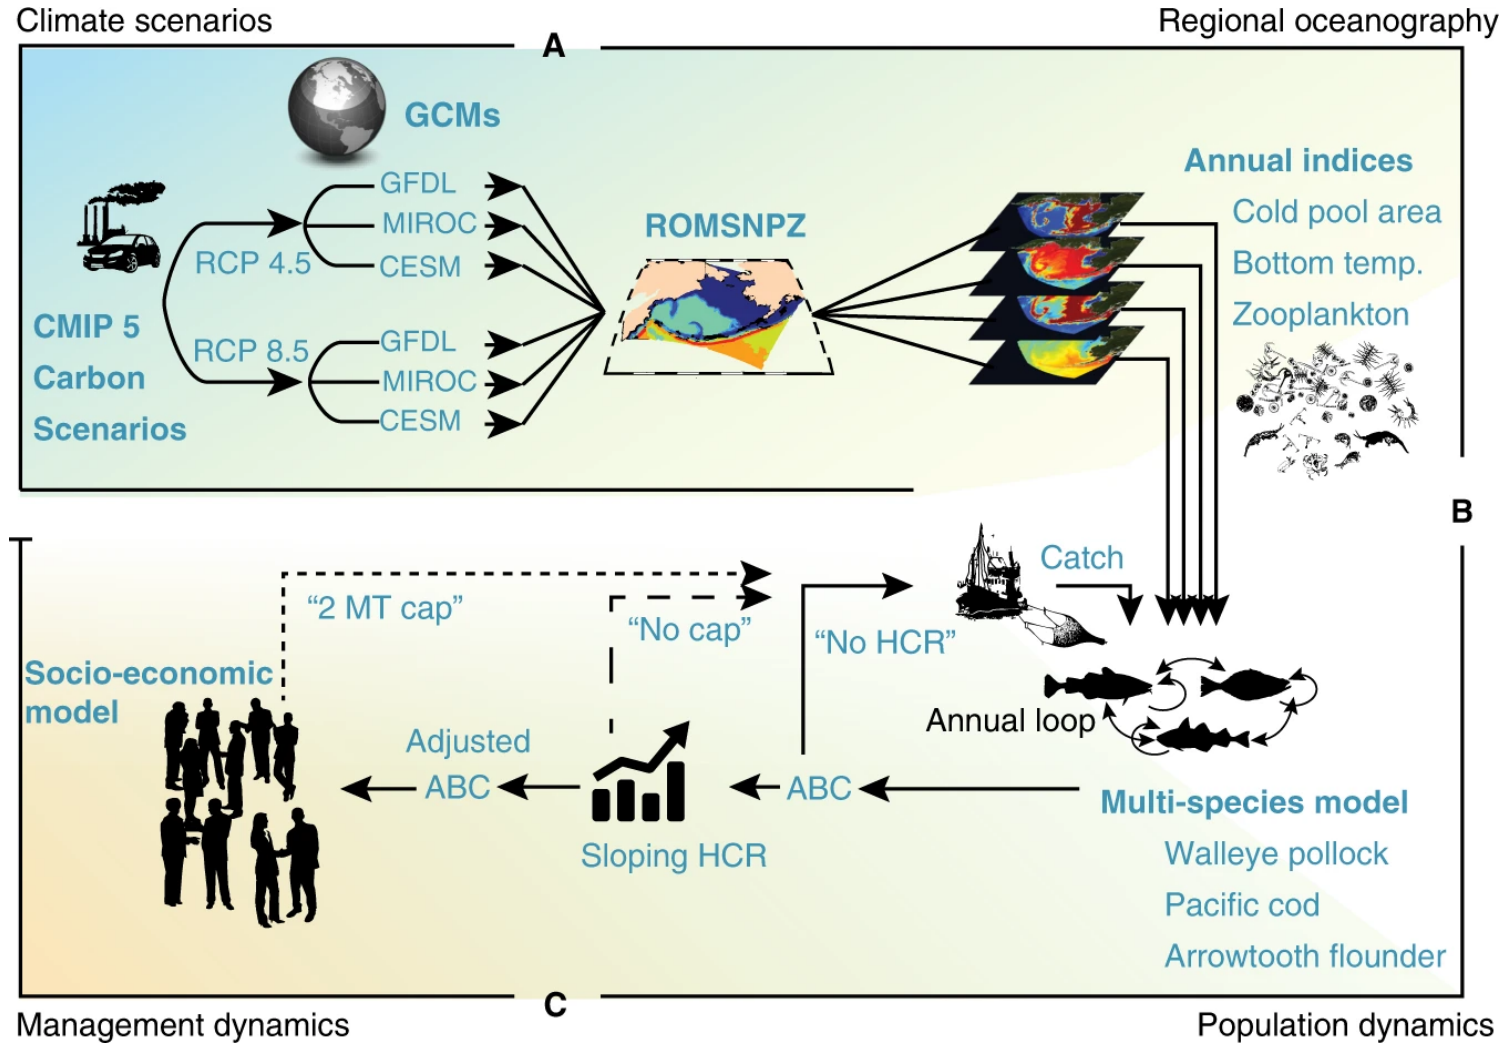 Climate scenarios
Regional oceanography
A
GCMs
GFDL
MIROC
CESM
RCP 4.5
CMIP 5
Carbon
Scenarios
RCP 8.5
GFDL
MIROC
CESM
ROMSNPZ
Annual indices
Cold pool area
Bottom temp.
Zooplankton
B
Catch
"2 MT cap"
"No cap"
"No HCR"
Socio-economic
model
Annual loop
Adjusted
ABC
ABC
Sloping HCR
Multi-species model
Walleye pollock
Pacific cod
Arrowtooth flounder
C
Management dynamics
Population dynamics